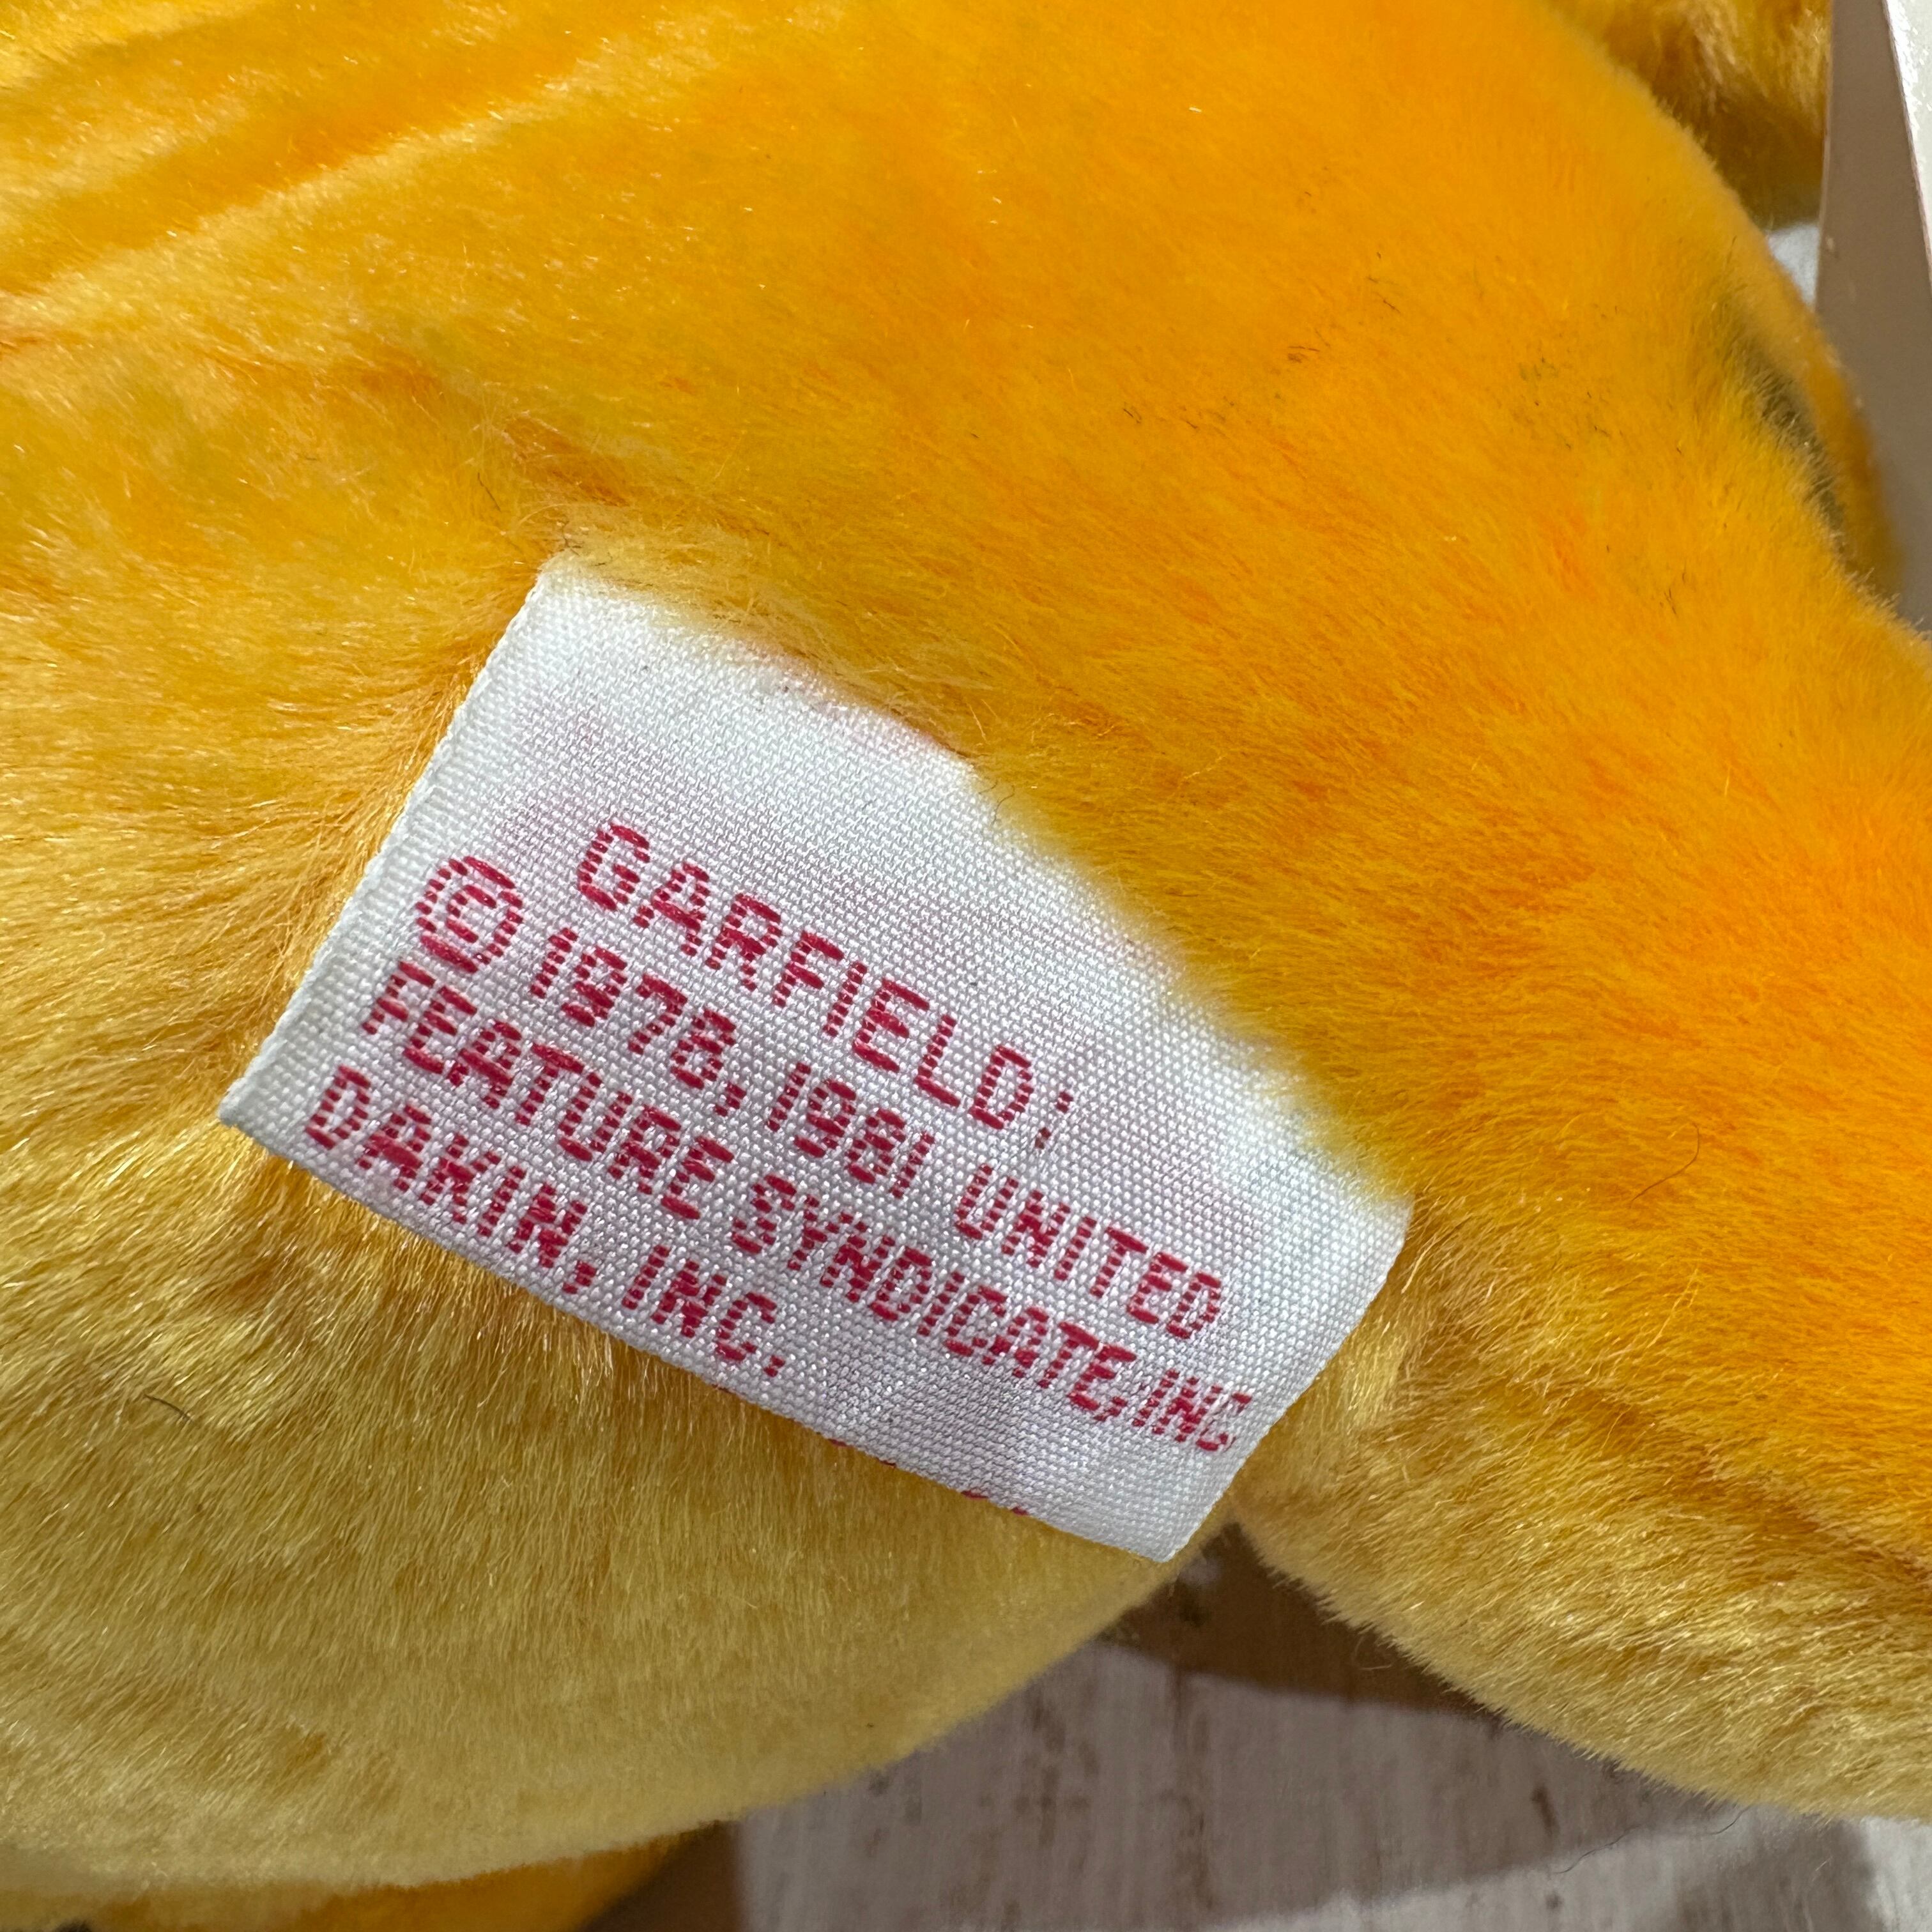 GARFIELD:
© 1978, 1981 UNITED
FEATURE SYNDICATE, INC
DAKIN, INC.